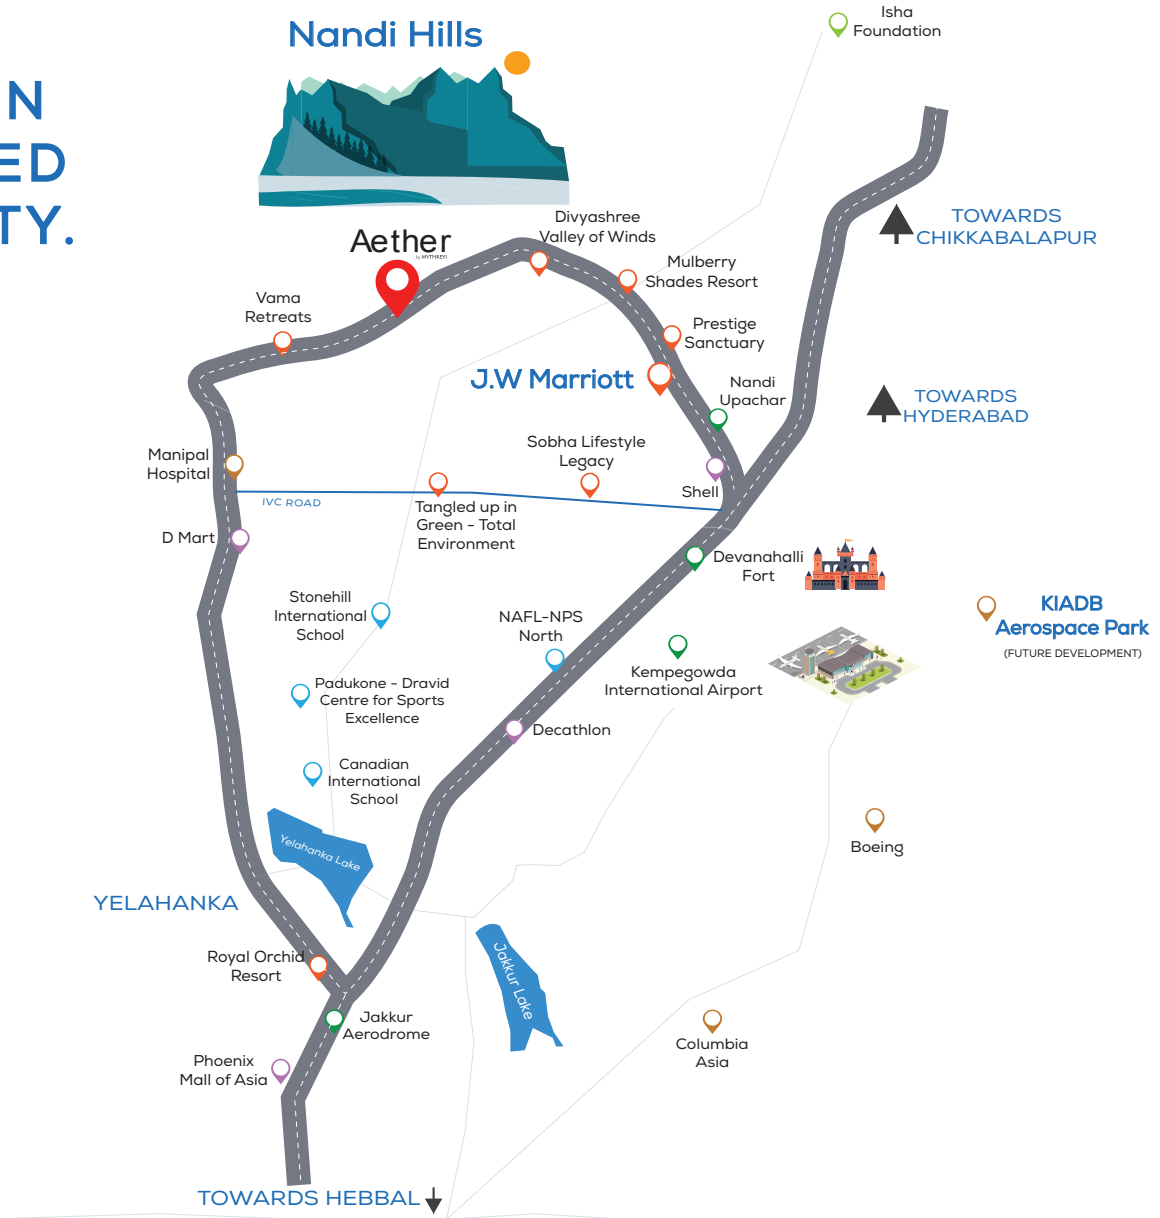 Isha
Foundation
Nandi Hills
N
ED
TY.
Divyashree
Valley of Winds
TOWARDS
CHIKKABALAPUR
Aether
by MYTHREYI
Mulberry
Shades Resort
Vama
Retreats
Prestige
Sanctuary
J.W Marriott
Nandi
Upachar
TOWARDS
HYDERABAD
Sobha Lifestyle
Legacy
Manipal
Hospital
Shell
IVC ROAD
Tangled up in
Green - Total
Environment
D Mart
Devanahalli
Fort
Stonehill
International
School
NAFL-NPS
North
KIADB
Aerospace Park
(FUTURE DEVELOPMENT)
Kempegowda
International Airport
Padukone - Dravid
Centre for Sports
Excellence
Decathlon
Canadian
International
School
Yelahanka Lake
Boeing
YELAHANKA
Royal Orchid
Resort
Jakkur Lake
Jakkur
Aerodrome
Columbia
Asia
Phoenix
Mall of Asia
TOWARDS HEBBAL